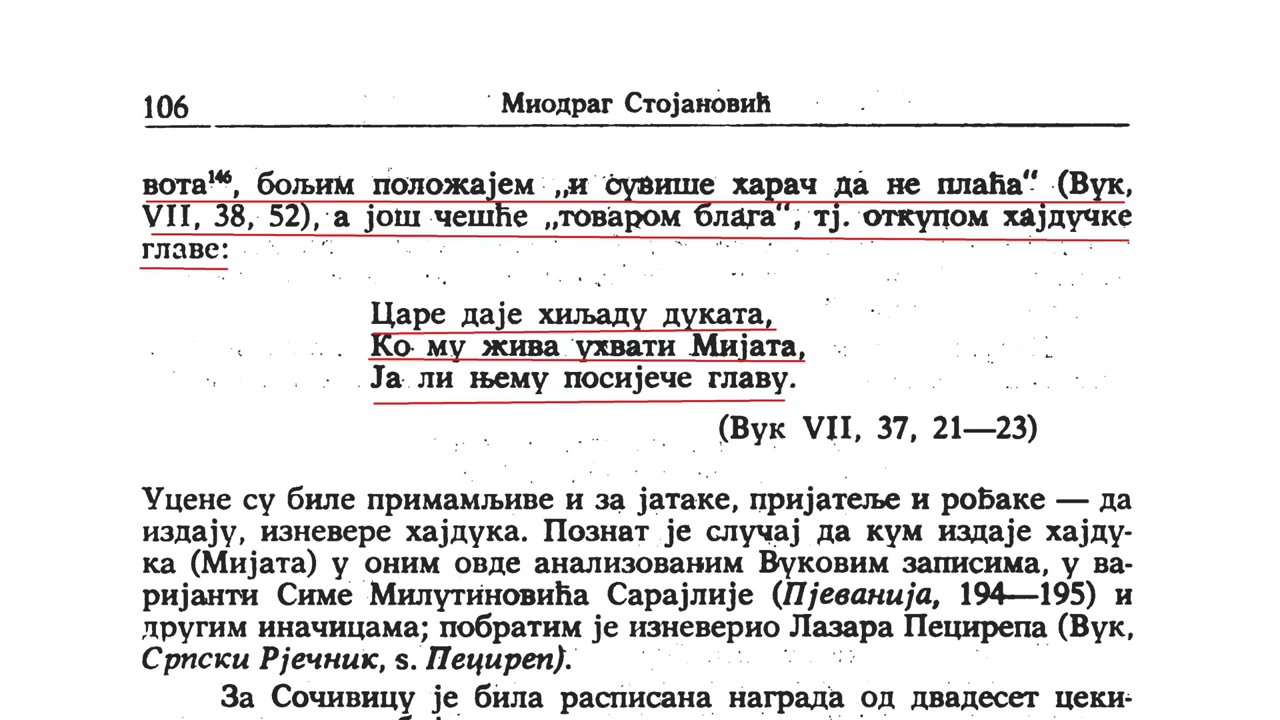 106 Миодраг Стојановић
вота¹⁴⁶, бољим положајем „и сувише харач да не плаћа“ (Вук,
VII, 38, 52), а још чешће „товаром блага“, тј. откупом хајдучке
главе:
Царе даје хиљаду дуката,
Ко му жива ухвати Мијата,
Ја ли њему посијече главу.
(Вук VII, 37, 21—23)
Уцене су биле примамљиве и за јатаке, пријатеље и рођаке — да
издају, изневере хајдука. Познат је случај да кум издаје хајду-
ка (Мијата) у оним овде анализованим Вуковим записима, у ва-
ријанти Симе Милутиновића Сарајлије (Пјеванија, 194—195) и
другим иначицама; побратим је изневерио Лазара Пецирепа (Вук,
Српски Рјечник, s. Пециреп).
За Сочивицу је била расписана награда од двадесет цеки-